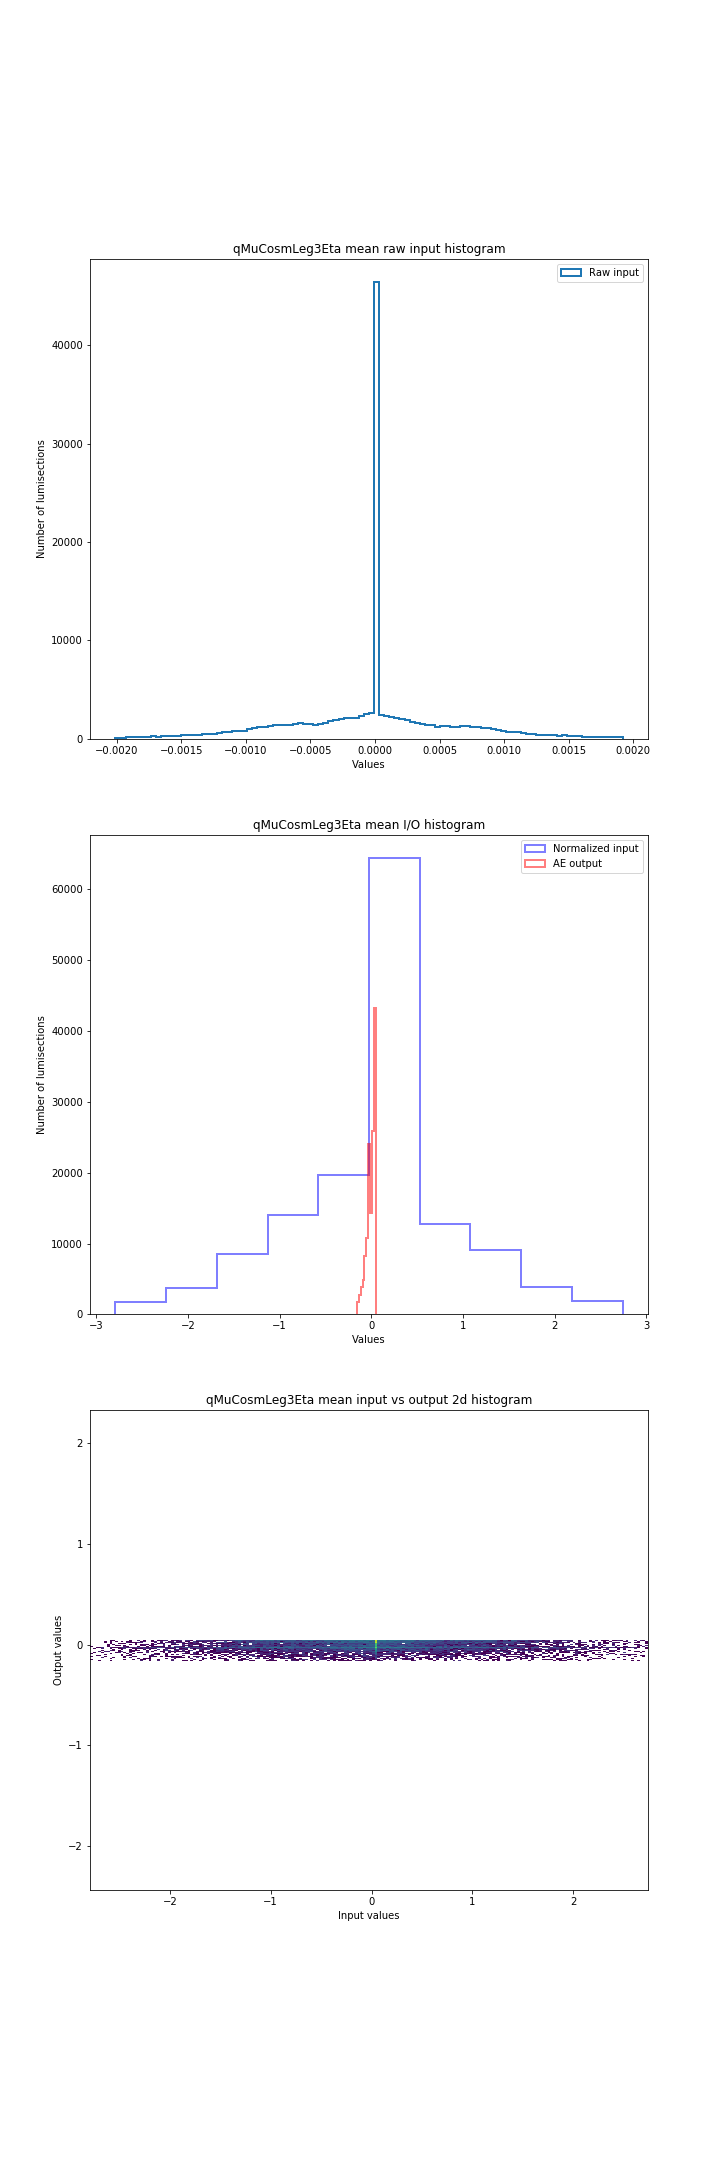 qMuCosmLeg3Eta mean raw input histogram
Raw input
Number of lumisections
40000
30000
20000
10000
0
−0.0020 −0.0015 −0.0010 −0.0005 0.0000 0.0005 0.0010 0.0015 0.0020
Values
qMuCosmLeg3Eta mean I/O histogram
Normalized input
AE output
Number of lumisections
60000
50000
40000
30000
20000
10000
0
−3 −2 −1 0 1 2 3
Values
qMuCosmLeg3Eta mean input vs output 2d histogram
Output values
2
1
0
−1
−2
−2 −1 0 1 2
Input values